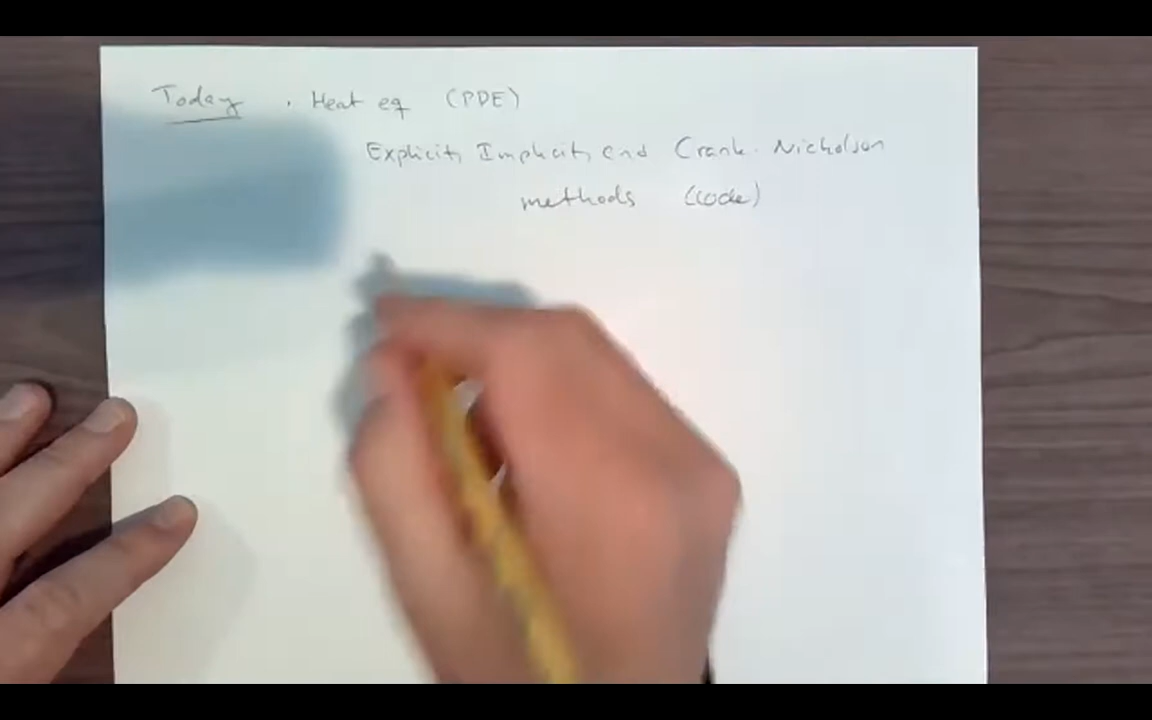 Today . Heat eq (PDE)
Explicit, Implicit, and Crank-Nicholson
methods (code)